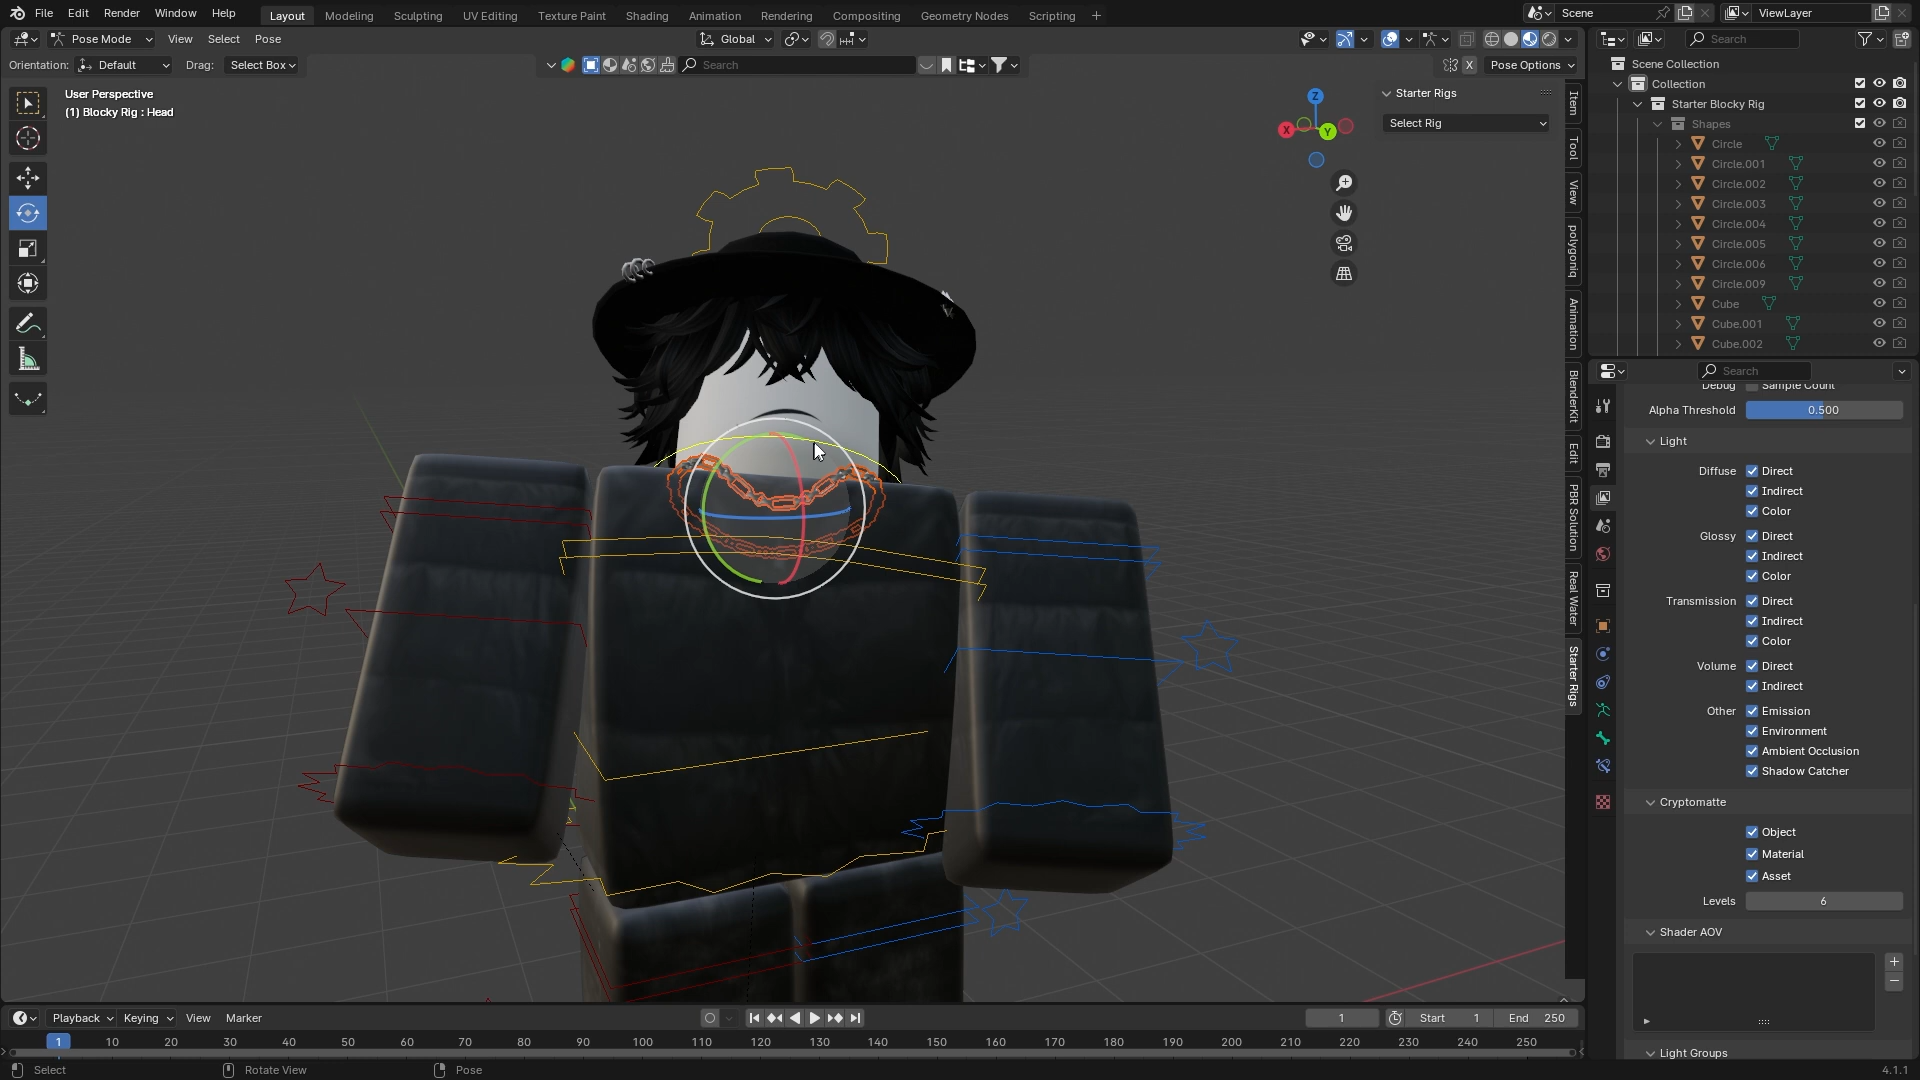 File Edit Render Window Help Layout Modeling Sculpting UV Editing Texture Paint Shading Animation Rendering Compositing Geometry Nodes Scripting + Scene ViewLayer
Pose Mode View Select Pose Global Search
Orientation: Default Drag: Select Box Search X Pose Options
User Perspective
(1) Blocky Rig : Head
Z
X
Y
Starter Rigs
Select Rig
Item
Tool
View
polygoniq
Animation
BlenderKit
Edit
PBR Solution
Real Water
Starter Rigs
Scene Collection
Collection
Starter Blocky Rig
Shapes
Circle
Circle.001
Circle.002
Circle.003
Circle.004
Circle.005
Circle.006
Circle.009
Cube
Cube.001
Cube.002
Search
Debug Sample Count
Alpha Threshold 0.500
Light
Diffuse Direct
Indirect
Color
Glossy Direct
Indirect
Color
Transmission Direct
Indirect
Color
Volume Direct
Indirect
Other Emission
Environment
Ambient Occlusion
Shadow Catcher
Cryptomatte
Object
Material
Asset
Levels 6
Shader AOV
Light Groups
Playback Keying View Marker 1 Start 1 End 250
1 10 20 30 40 50 60 70 80 90 100 110 120 130 140 150 160 170 180 190 200 210 220 230 240 250
Select Rotate View Pose 4.1.1